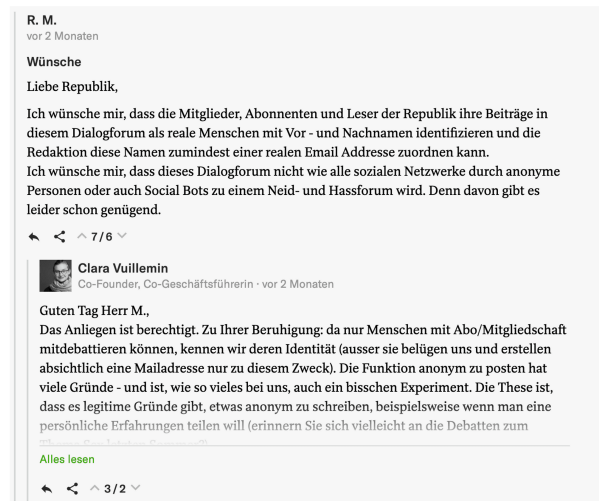 R. M.
vor 2 Monaten
Wünsche
Liebe Republik,
Ich wünsche mir, dass die Mitglieder, Abonnenten und Leser der Republik ihre Beiträge in
diesem Dialogforum als reale Menschen mit Vor - und Nachnamen identifizieren und die
Redaktion diese Namen zumindest einer realen Email Addresse zuordnen kann.
Ich wünsche mir, dass dieses Dialogforum nicht wie alle sozialen Netzwerke durch anonyme
Personen oder auch Social Bots zu einem Neid- und Hassforum wird. Denn davon gibt es
leider schon genügend.
7/6
Clara Vuillemin
Co-Founder, Co-Geschäftsführerin · vor 2 Monaten
Guten Tag Herr M.,
Das Anliegen ist berechtigt. Zu Ihrer Beruhigung: da nur Menschen mit Abo/Mitgliedschaft
mitdebattieren können, kennen wir deren Identität (ausser sie belügen uns und erstellen
absichtlich eine Mailadresse nur zu diesem Zweck). Die Funktion anonym zu posten hat
viele Gründe - und ist, wie so vieles bei uns, auch ein bisschen Experiment. Die These ist,
dass es legitime Gründe gibt, etwas anonym zu schreiben, beispielsweise wenn man eine
persönliche Erfahrungen teilen will (erinnern Sie sich vielleicht an die Debatten zum
Alles lesen
3/2